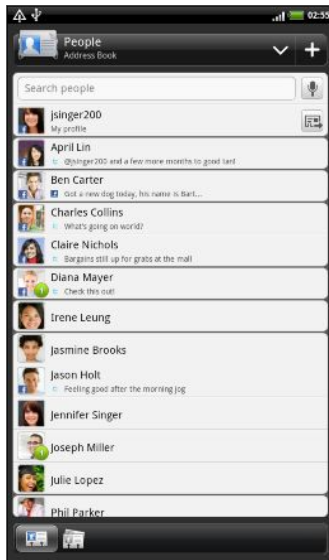 02:55
People
Address Book
Search people
jsinger200
My profile
April Lin
@jsinger200 and a few more months to good tan!
Ben Carter
Got a new dog today, his name is Bart...
Charles Collins
What's going on world?
Claire Nichols
Bargains still up for grabs at the mall
Diana Mayer
Check this out!
Irene Leung
Jasmine Brooks
Jason Holt
Feeling good after the morning jog
Jennifer Singer
Joseph Miller
Julie Lopez
Phil Parker